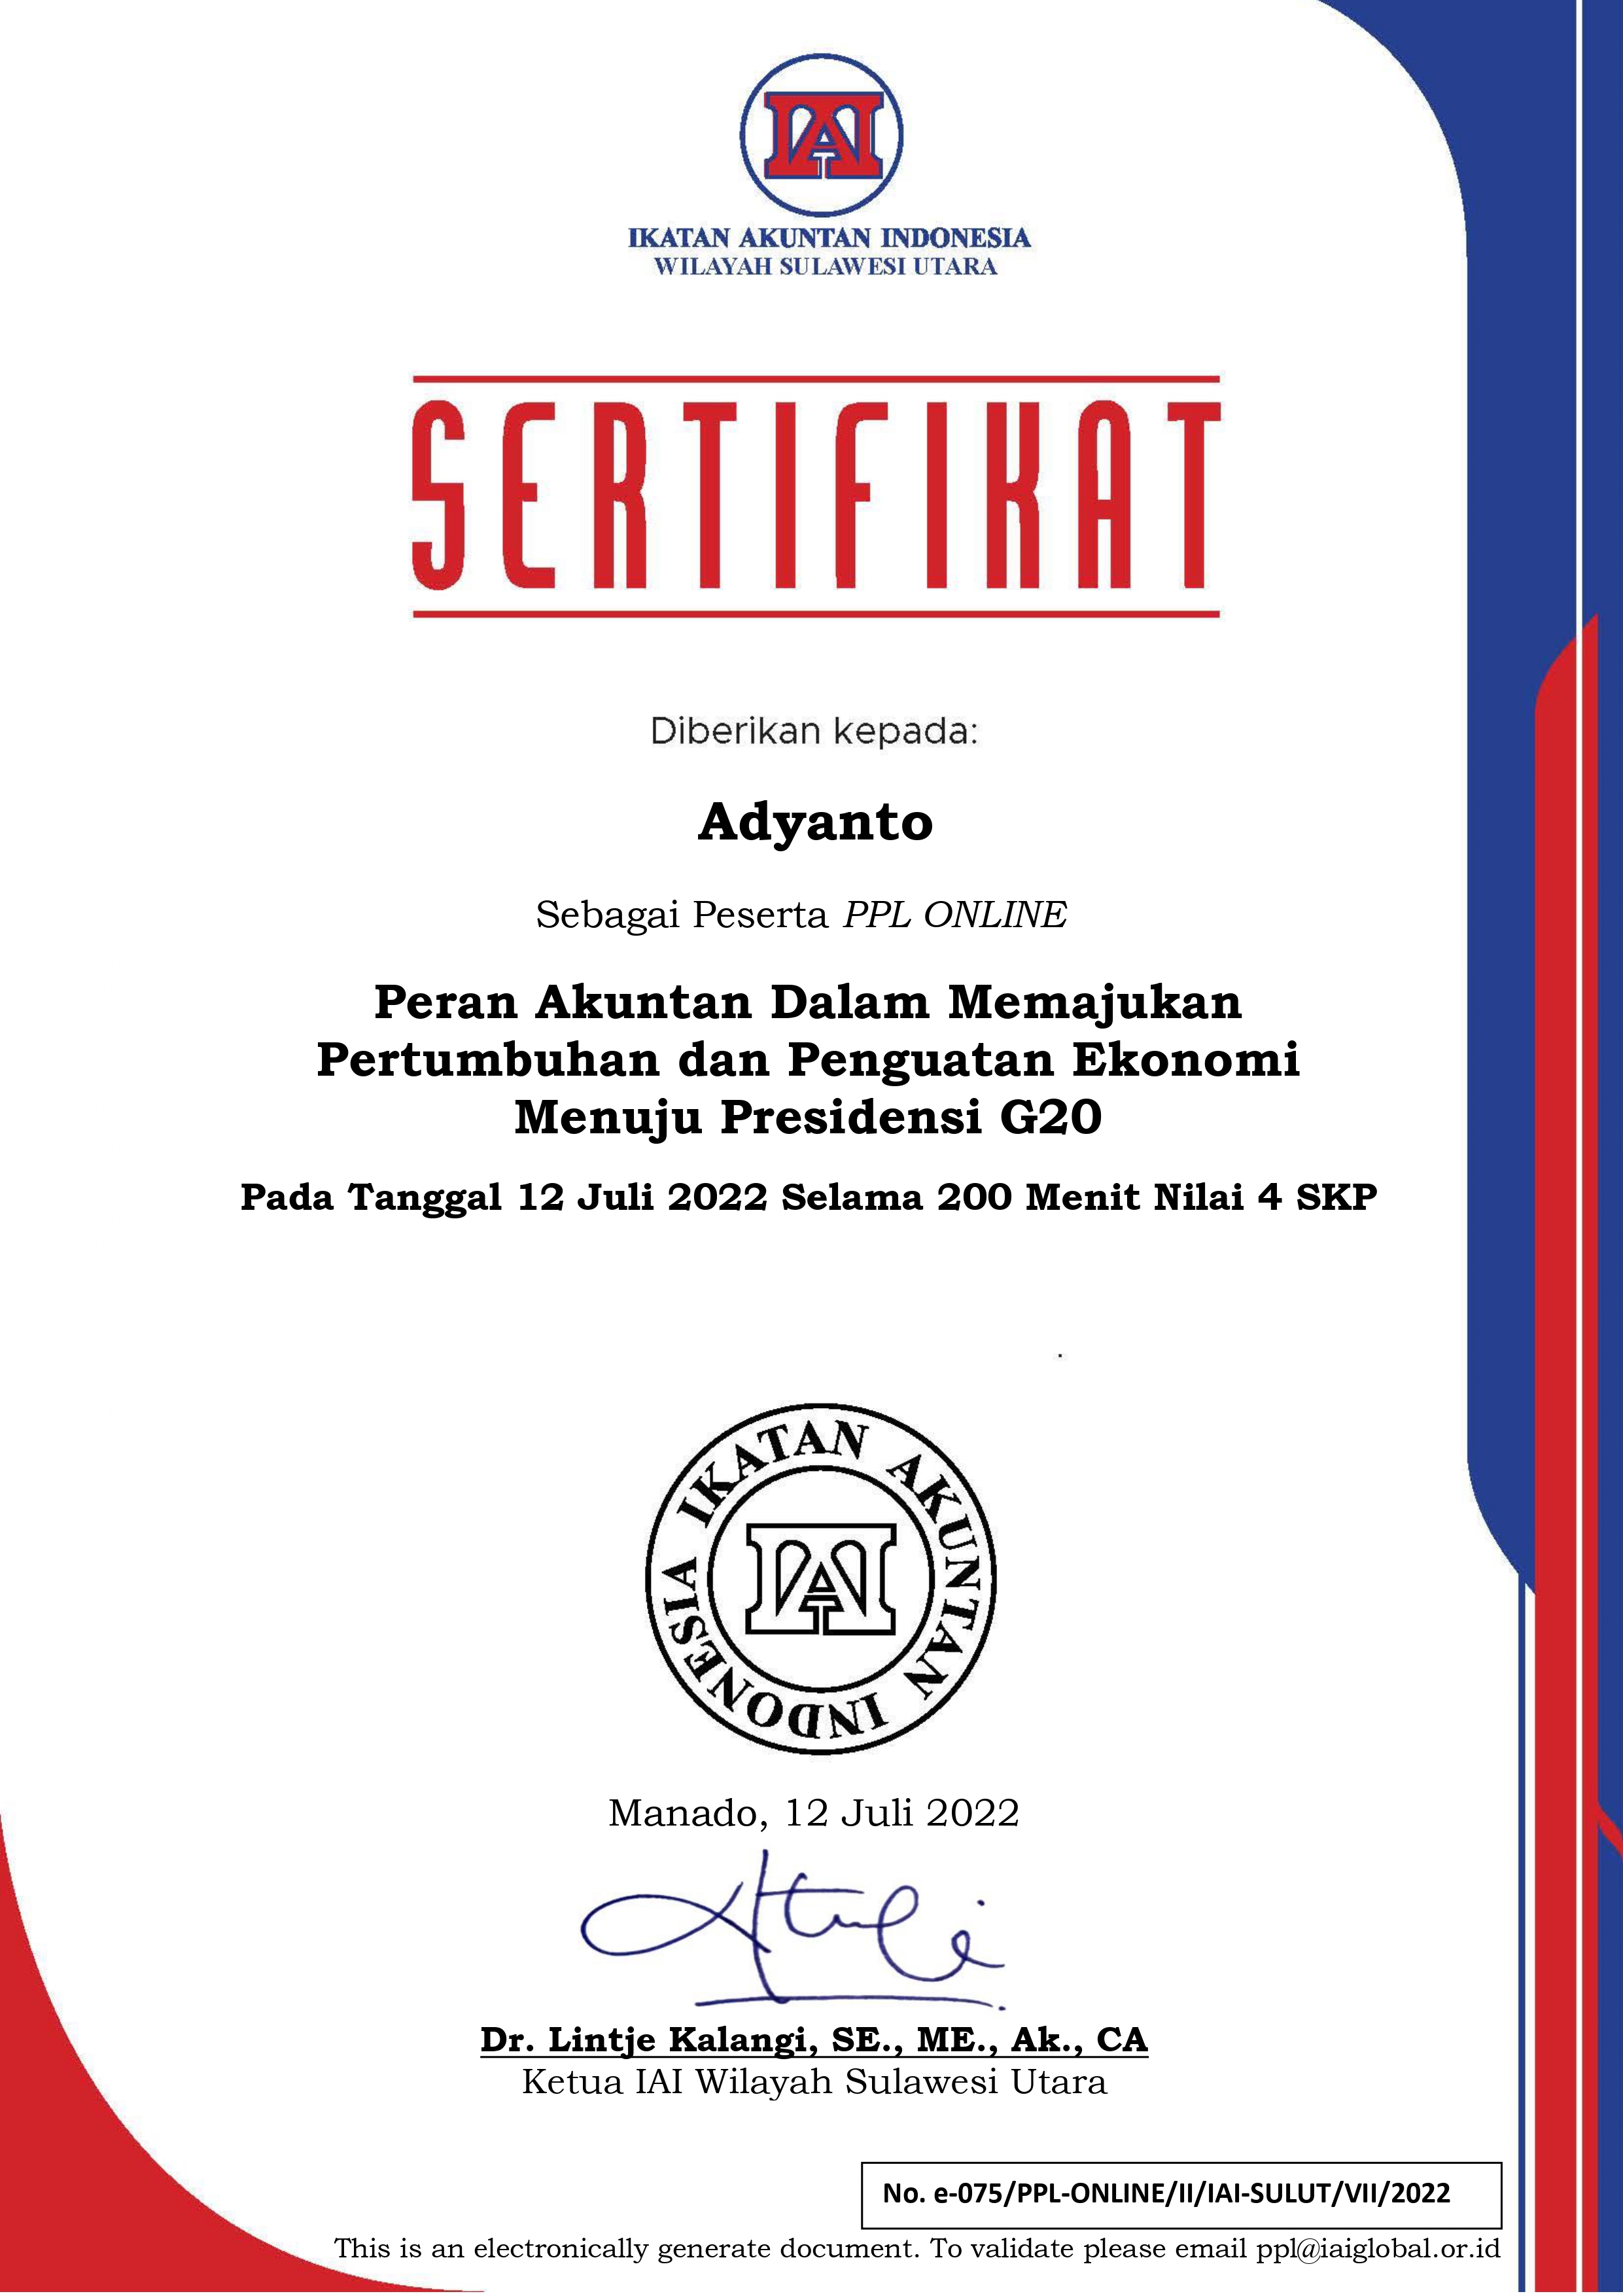 IAI
IKATAN AKUNTAN INDONESIA
WILAYAH SULAWESI UTARA
SERTIFIKAT
Diberikan kepada:
Adyanto
Sebagai Peserta PPL ONLINE
Peran Akuntan Dalam Memajukan
Pertumbuhan dan Penguatan Ekonomi
Menuju Presidensi G20
Pada Tanggal 12 Juli 2022 Selama 200 Menit Nilai 4 SKP
IKATAN AKUNTAN INDONESIA
IAI
Manado, 12 Juli 2022
Dr. Lintje Kalangi, SE., ME., Ak., CA
Ketua IAI Wilayah Sulawesi Utara
No. e-075/PPL-ONLINE/II/IAI-SULUT/VII/2022
This is an electronically generate document. To validate please email ppl@iaiglobal.or.id